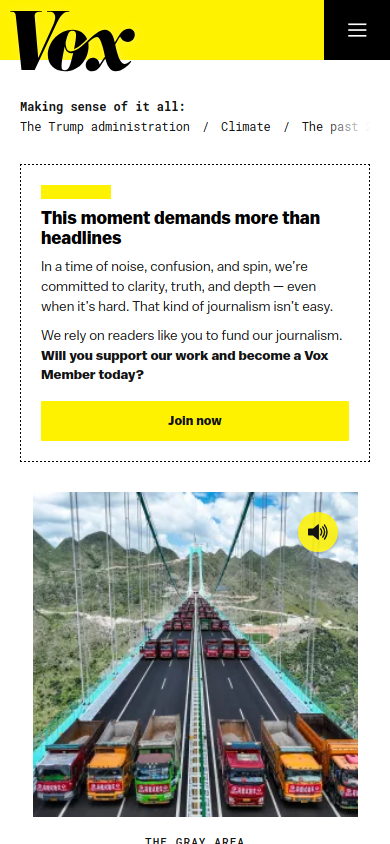 Vox
Making sense of it all:
The Trump administration / Climate / The past
This moment demands more than
headlines
In a time of noise, confusion, and spin, we're
committed to clarity, truth, and depth — even
when it's hard. That kind of journalism isn't easy.
We rely on readers like you to fund our journalism.
Will you support our work and become a Vox
Member today?
Join now
THE GRAY AREA